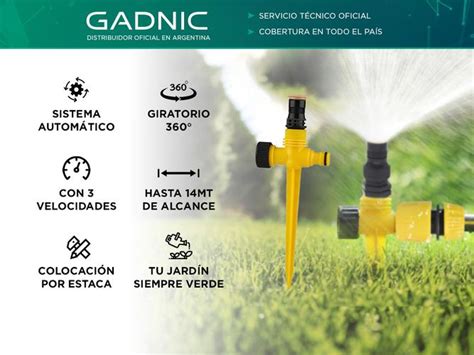 GADNIC
DISTRIBUIDOR OFICIAL EN ARGENTINA
> SERVICIO TÉCNICO OFICIAL
> COBERTURA EN TODO EL PAÍS
SISTEMA
AUTOMÁTICO
360º
GIRATORIO
360°
CON 3
VELOCIDADES
HASTA 14MT
DE ALCANCE
COLOCACIÓN
POR ESTACA
TU JARDÍN
SIEMPRE VERDE